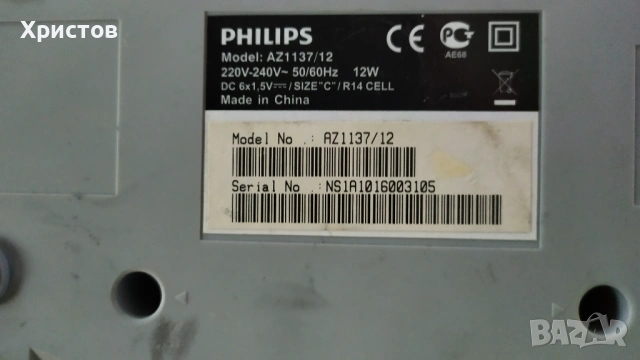 Христов
PHILIPS
Model: AZ1137/12
220V-240V~ 50/60Hz 12W
DC 6x1,5V⎓/SIZE"C"/R14 CELL
Made in China
CE
AE68
Model No .: AZ1137/12
Serial No .: NS1A1016003105
BAZAR